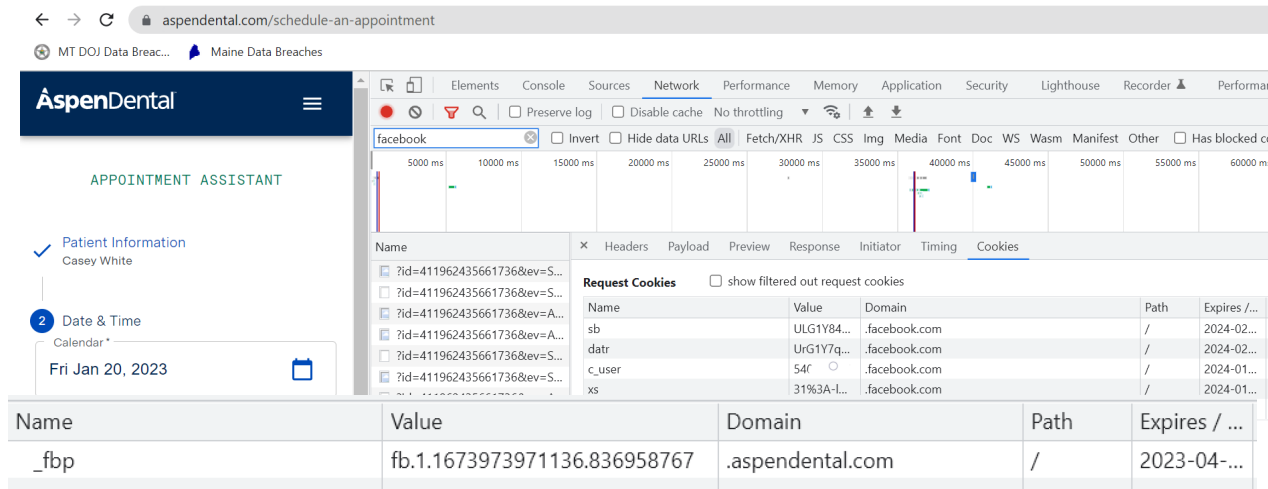 aspendental.com/schedule-an-appointment
MT DOJ Data Breac... Maine Data Breaches
AspenDental
Elements Console Sources Network Performance Memory Application Security Lighthouse Recorder
Preserve log Disable cache No throttling
facebook Invert Hide data URLs All Fetch/XHR JS CSS Img Media Font Doc WS Wasm Manifest Other Has blocked
5000 ms 10000 ms 15000 ms 20000 ms 25000 ms 30000 ms 35000 ms 40000 ms 45000 ms 50000 ms 55000 ms 60000 m
APPOINTMENT ASSISTANT
Patient Information
Casey White
2 Date & Time
Calendar *
Fri Jan 20, 2023
Name
?id=411962435661736&ev=S...
?id=411962435661736&ev=S...
?id=411962435661736&ev=A...
?id=411962435661736&ev=A...
?id=411962435661736&ev=S...
?id=411962435661736&ev=S...
× Headers Payload Preview Response Initiator Timing Cookies
Request Cookies show filtered out request cookies
Name Value Domain Path Expires /...
sb ULG1Y84... .facebook.com / 2024-02...
datr UrG1Y7q... .facebook.com / 2024-02...
c_user .facebook.com / 2024-01...
xs 31%3A-l... .facebook.com / 2024-01...
Name Value Domain Path Expires / ...
_fbp fb.1.1673973971136.836958767 .aspendental.com / 2023-04-...